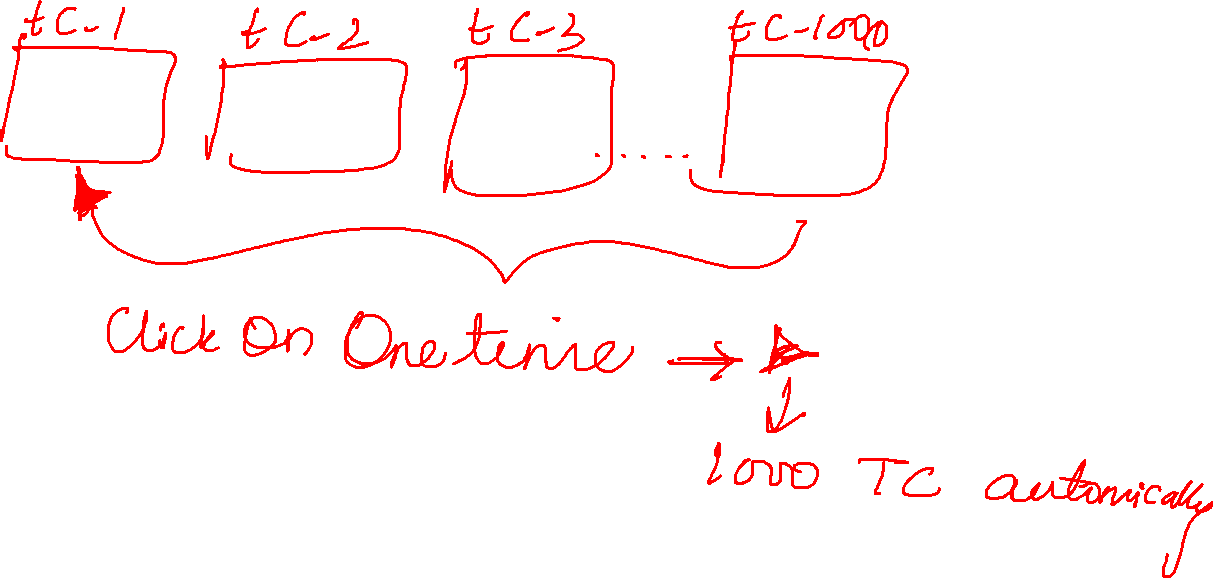 tC-1 tC-2 tC-3 tC-1000
Click On One time →
1000 TC automically